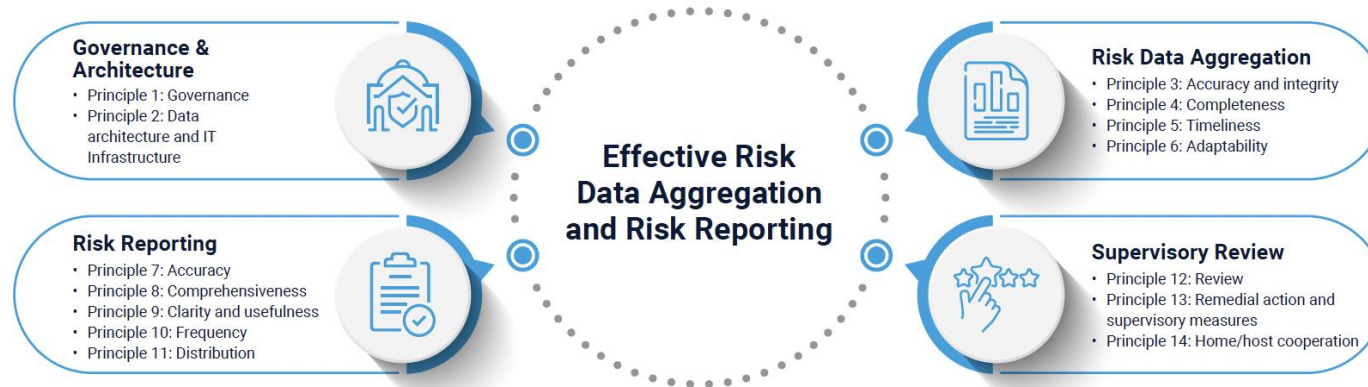 Governance &
Architecture
• Principle 1: Governance
• Principle 2: Data
architecture and IT
Infrastructure
Effective Risk
Data Aggregation
and Risk Reporting
Risk Data Aggregation
• Principle 3: Accuracy and integrity
• Principle 4: Completeness
• Principle 5: Timeliness
• Principle 6: Adaptability
Risk Reporting
• Principle 7: Accuracy
• Principle 8: Comprehensiveness
• Principle 9: Clarity and usefulness
• Principle 10: Frequency
• Principle 11: Distribution
Supervisory Review
• Principle 12: Review
• Principle 13: Remedial action and
supervisory measures
• Principle 14: Home/host cooperation